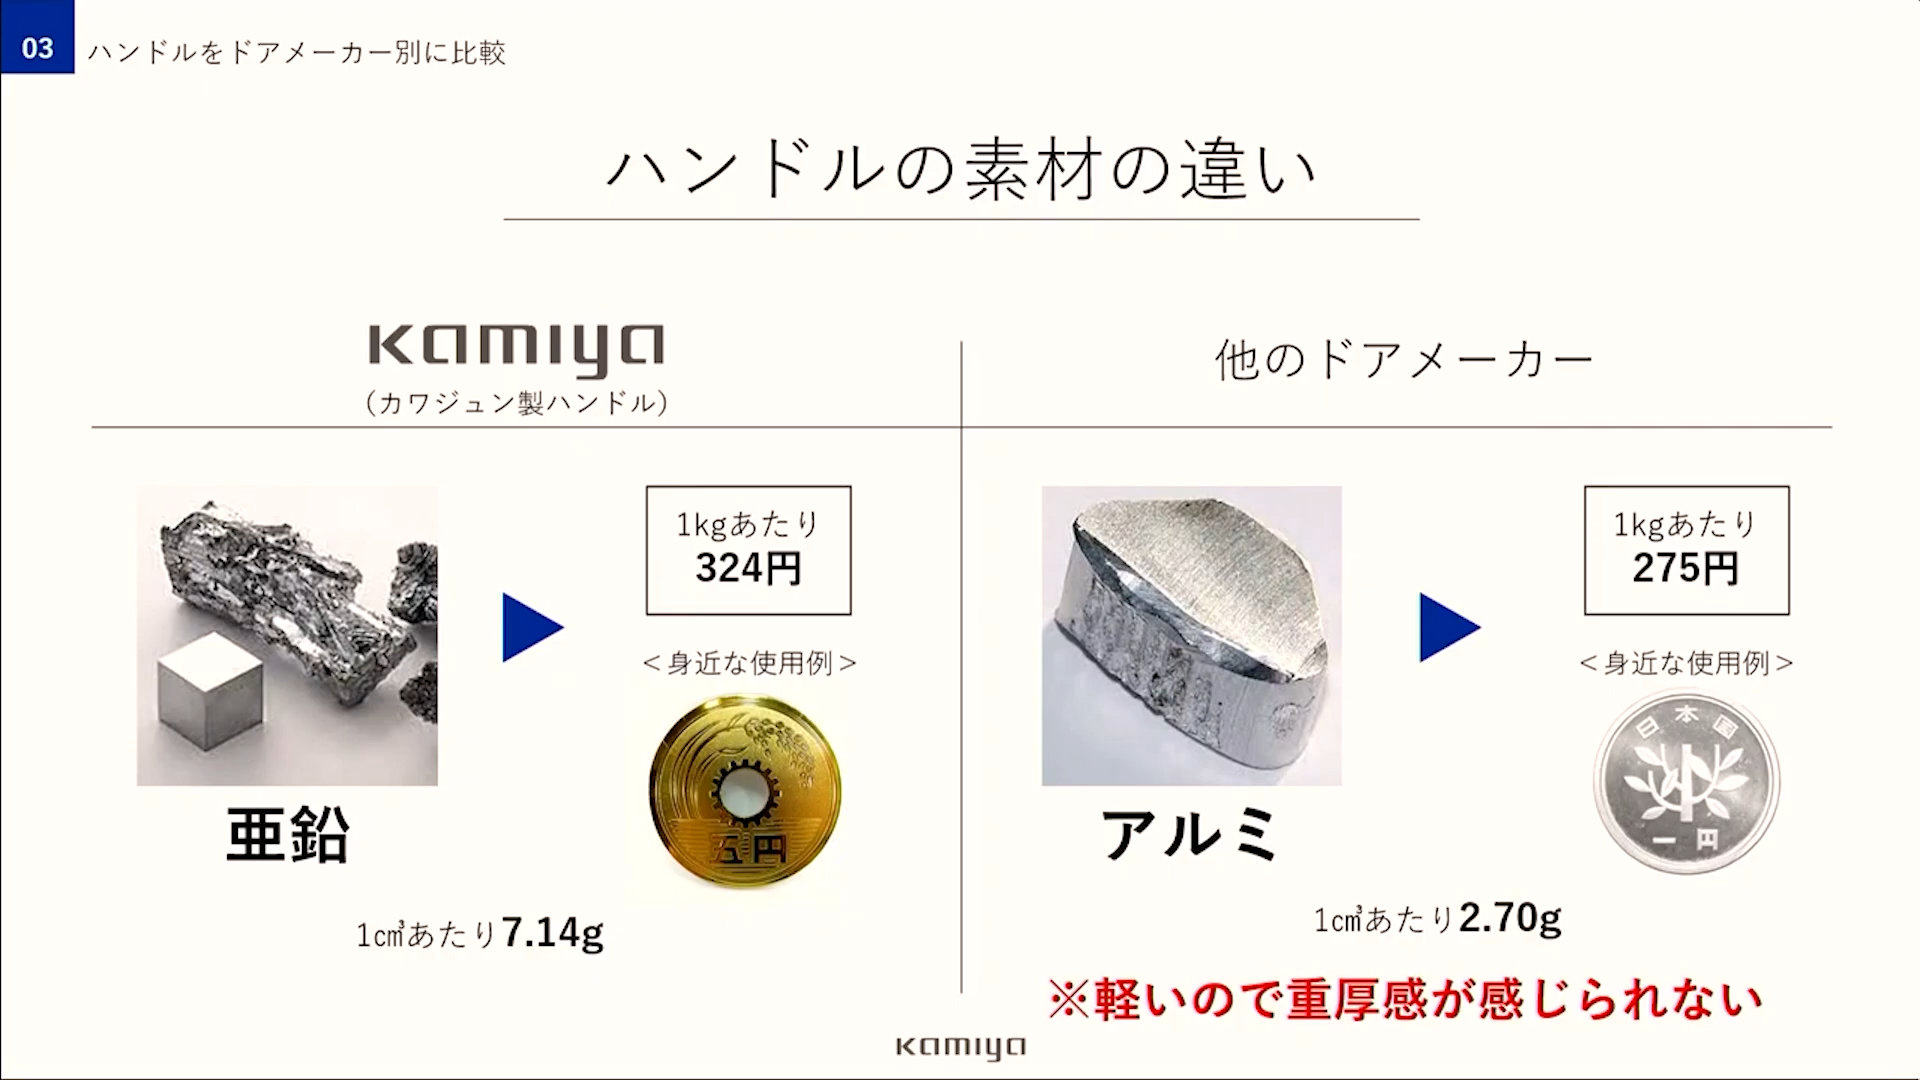 03 ハンドルをドアメーカー別に比較
ハンドルの素材の違い
kamiya
(カワジュン製ハンドル)
他のドアメーカー
1kgあたり
324円
＜身近な使用例＞
五円
亜鉛
1c㎥あたり7.14g
1kgあたり
275円
＜身近な使用例＞
日本国
一円
アルミ
1c㎥あたり2.70g
※軽いので重厚感が感じられない
kamiya